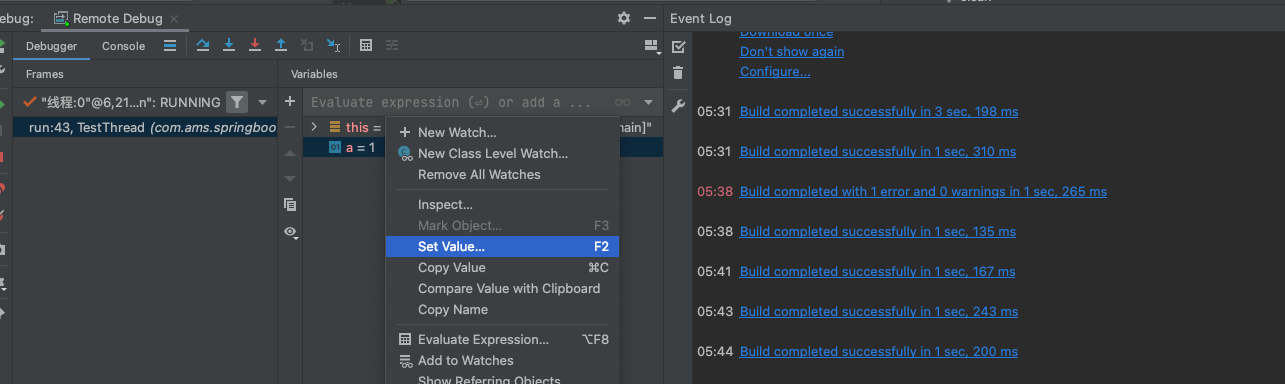 ebug:
Remote Debug
Debugger
Console
Frames
Variables
"线程:0"@6,21...n": RUNNING
Evaluate expression (⏎) or add a ...
run:43, TestThread (com.ams.springboo
this =
main]"
01 a = 1
New Watch...
New Class Level Watch...
Remove All Watches
Inspect...
Mark Object... F3
Set Value... F2
Copy Value ⌘C
Compare Value with Clipboard
Copy Name
Evaluate Expression... ⌥F8
Add to Watches
Show Referring Objects
Event Log
Download once
Don't show again
Configure...
05:31 Build completed successfully in 3 sec, 198 ms
05:31 Build completed successfully in 1 sec, 310 ms
05:38 Build completed with 1 error and 0 warnings in 1 sec, 265 ms
05:38 Build completed successfully in 1 sec, 135 ms
05:41 Build completed successfully in 1 sec, 167 ms
05:43 Build completed successfully in 1 sec, 243 ms
05:44 Build completed successfully in 1 sec, 200 ms